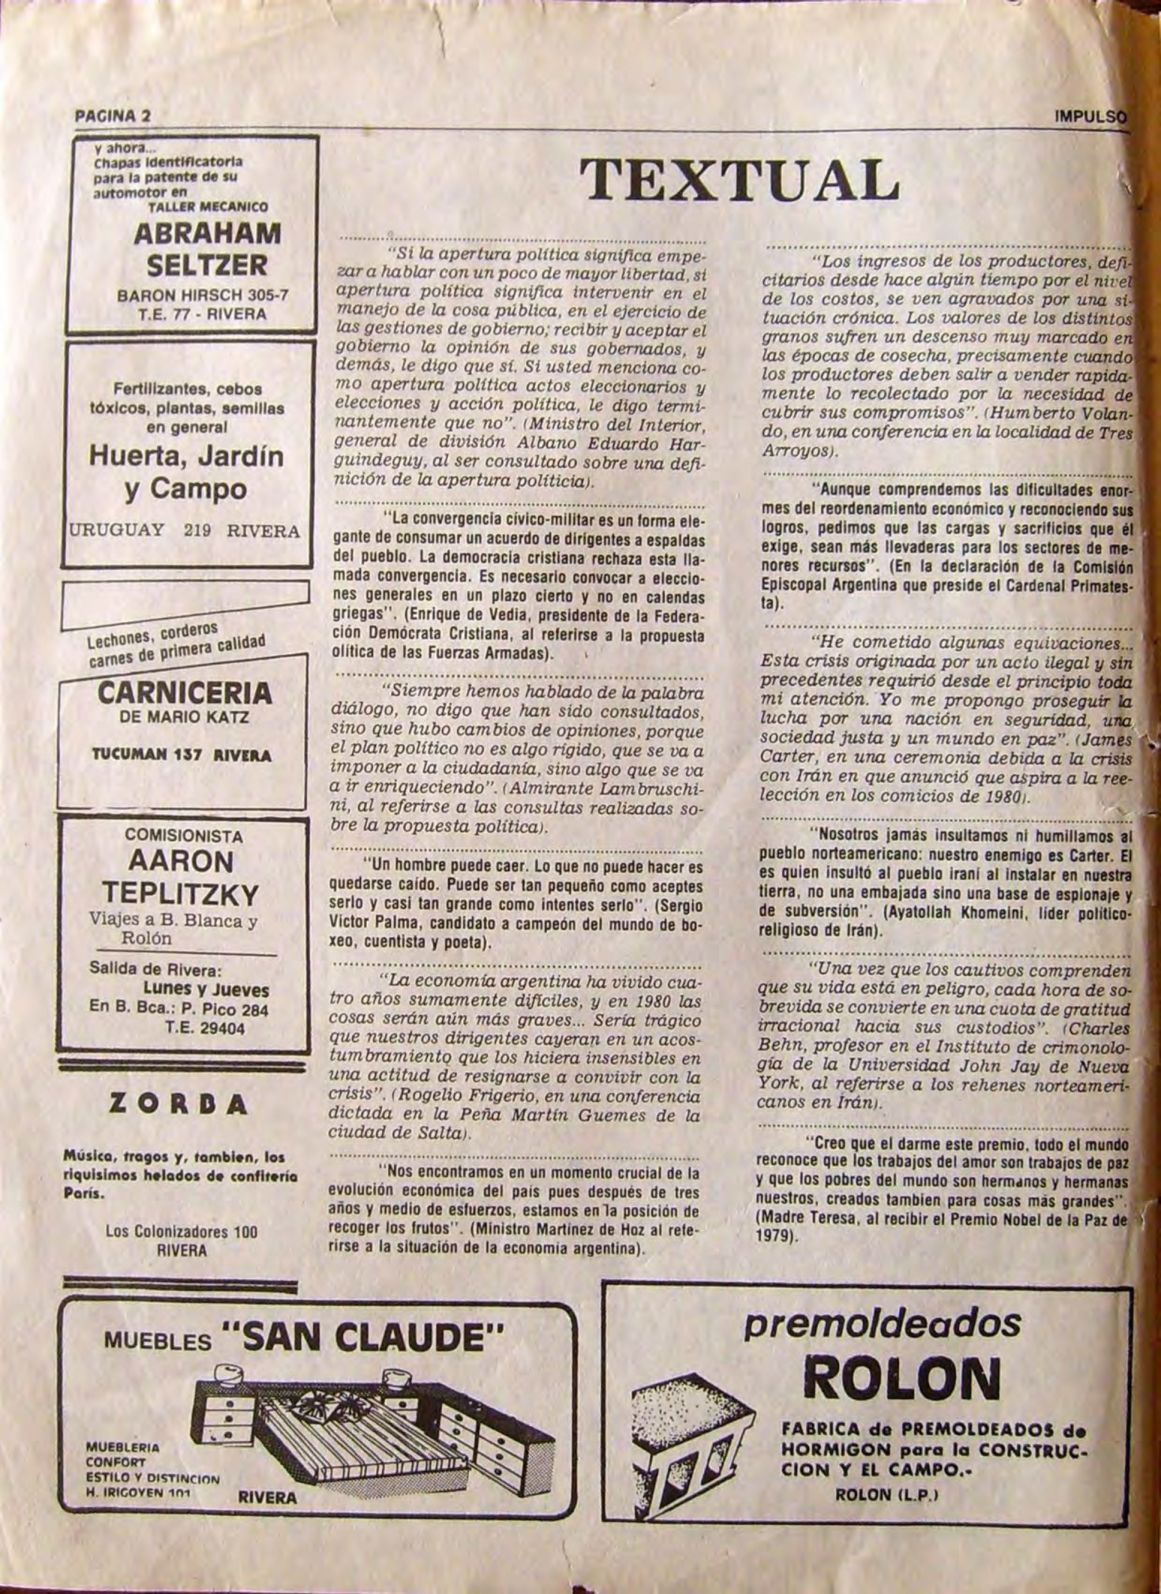 PAGINA 2
IMPULSO
y ahora...
Chapas identificatoria
para la patente de su
automotor en
TALLER MECANICO
ABRAHAM
SELTZER
BARON HIRSCH 305-7
T.E. 77 - RIVERA
Fertilizantes, cebos
tóxicos, plantas, semillas
en general
Huerta, Jardín
y Campo
URUGUAY 219 RIVERA
Lechones, corderos
carnes de primera calidad
CARNICERIA
DE MARIO KATZ
TUCUMAN 137 RIVERA
COMISIONISTA
AARON
TEPLITZKY
Viajes a B. Blanca y
Rolón
Salida de Rivera:
Lunes y Jueves
En B. Bca.: P. Pico 284
T.E. 29404
ZORBA
Música, tragos y, tambien, los
riquisimos helados de confitería
París.
Los Colonizadores 100
RIVERA
TEXTUAL
"Si la apertura política significa empe-
zar a hablar con un poco de mayor libertad, si
apertura política significa intervenir en el
manejo de la cosa pública, en el ejercicio de
las gestiones de gobierno; recibir y aceptar el
gobierno la opinión de sus gobernados, y
demás, le digo que sí. Si usted menciona co-
mo apertura política actos eleccionarios y
elecciones y acción política, le digo termi-
nantemente que no". (Ministro del Interior,
general de división Albano Eduardo Har-
guindeguy, al ser consultado sobre una defi-
nición de la apertura politicia).
"La convergencia cívico-militar es un forma ele-
gante de consumar un acuerdo de dirigentes a espaldas
del pueblo. La democracia cristiana rechaza esta lla-
mada convergencia. Es necesario convocar a eleccio-
nes generales en un plazo cierto y no en calendas
griegas". (Enrique de Vedia, presidente de la Federa-
ción Demócrata Cristiana, al referirse a la propuesta
olítica de las Fuerzas Armadas).
"Siempre hemos hablado de la palabra
diálogo, no digo que han sido consultados,
sino que hubo cambios de opiniones, porque
el plan político no es algo rígido, que se va a
imponer a la ciudadanía, sino algo que se va
a ir enriqueciendo". (Almirante Lambruschi-
ni, al referirse a las consultas realizadas so-
bre la propuesta política).
"Un hombre puede caer. Lo que no puede hacer es
quedarse caído. Puede ser tan pequeño como aceptes
serlo y casi tan grande como intentes serlo". (Sergio
Víctor Palma, candidato a campeón del mundo de bo-
xeo, cuentista y poeta).
"La economía argentina ha vivido cua-
tro años sumamente difíciles, y en 1980 las
cosas serán aún más graves... Sería trágico
que nuestros dirigentes cayeran en un acos-
tumbramiento que los hiciera insensibles en
una actitud de resignarse a convivir con la
crisis". (Rogelio Frigerio, en una conferencia
dictada en la Peña Martín Guemes de la
ciudad de Salta).
"Nos encontramos en un momento crucial de la
evolución económica del país pues después de tres
años y medio de esfuerzos, estamos en la posición de
recoger los frutos". (Ministro Martínez de Hoz al refe-
rirse a la situación de la economía argentina).
"Los ingresos de los productores, defi-
citarios desde hace algún tiempo por el nivel
de los costos, se ven agravados por una si-
tuación crónica. Los valores de los distintos
granos sufren un descenso muy marcado en
las épocas de cosecha, precisamente cuando
los productores deben salir a vender rapida-
mente lo recolectado por la necesidad de
cubrir sus compromisos". (Humberto Volan-
do, en una conferencia en la localidad de Tres
Arroyos).
"Aunque comprendemos las dificultades enor-
mes del reordenamiento económico y reconociendo sus
logros, pedimos que las cargas y sacrificios que él
exige, sean más llevaderas para los sectores de me-
nores recursos". (En la declaración de la Comisión
Episcopal Argentina que preside el Cardenal Primates-
ta).
"He cometido algunas equivaciones...
Esta crisis originada por un acto ilegal y sin
precedentes requirió desde el principio toda
mi atención. Yo me propongo proseguir la
lucha por una nación en seguridad, una
sociedad justa y un mundo en paz". (James
Carter, en una ceremonia debida a la crisis
con Irán en que anunció que aspira a la ree-
lección en los comicios de 1980).
"Nosotros jamás insultamos ni humillamos al
pueblo norteamericano: nuestro enemigo es Carter. El
es quien insultó al pueblo iraní al instalar en nuestra
tierra, no una embajada sino una base de espionaje y
de subversión". (Ayatollah Khomeini, líder político-
religioso de Irán).
"Una vez que los cautivos comprenden
que su vida está en peligro, cada hora de so-
brevida se convierte en una cuota de gratitud
irracional hacia sus custodios". (Charles
Behn, profesor en el Instituto de crimonolo-
gía de la Universidad John Jay de Nueva
York, al referirse a los rehenes norteameri-
canos en Irán).
"Creo que el darme este premio, todo el mundo
reconoce que los trabajos del amor son trabajos de paz
y que los pobres del mundo son hermanos y hermanas
nuestros, creados tambien para cosas más grandes".
(Madre Teresa, al recibir el Premio Nobel de la Paz de
1979).
MUEBLES "SAN CLAUDE"
MUEBLERIA
CONFORT
ESTILO Y DISTINCION
H. IRIGOYEN 101 RIVERA
premoldeados
ROLON
FABRICA de PREMOLDEADOS de
HORMIGON para la CONSTRUC-
CION Y EL CAMPO.-
ROLON (L.P.)